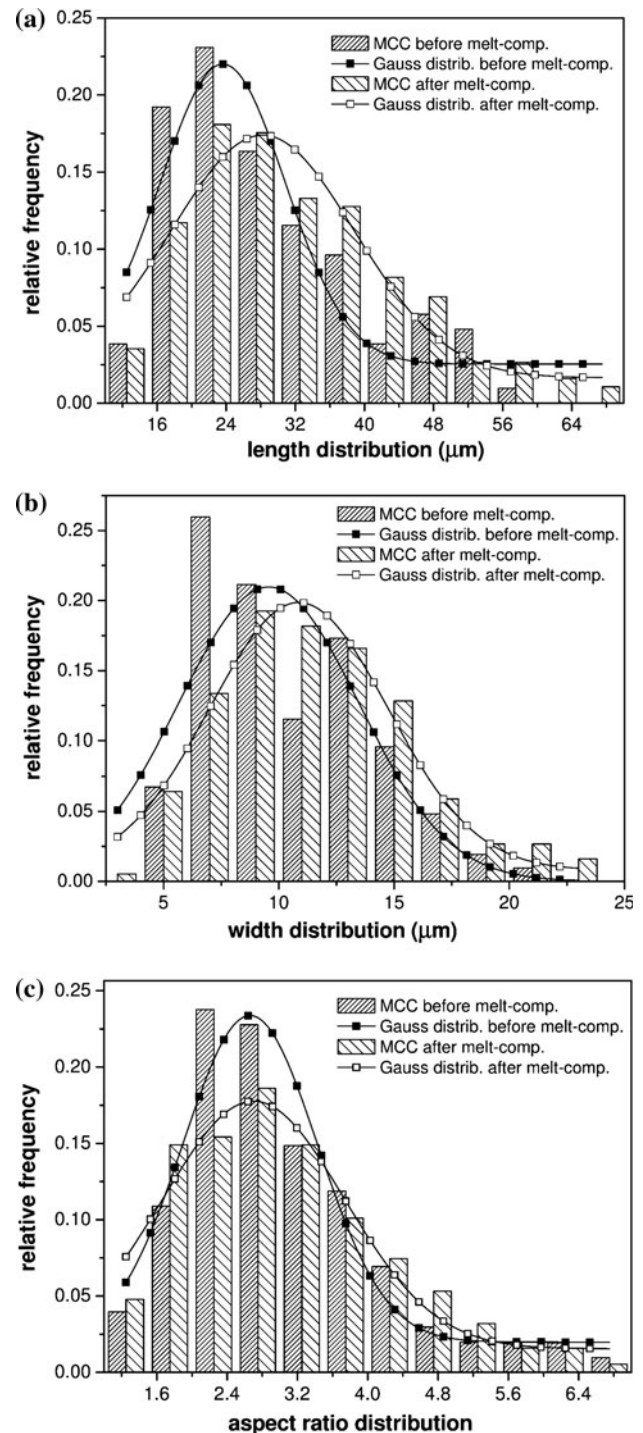 (a)
MCC before melt-comp.
Gauss distrib. before melt-comp.
MCC after melt-comp.
Gauss distrib. after melt-comp.
relative frequency
0.25
0.20
0.15
0.10
0.05
0.00
16 24 32 40 48 56 64
length distribution (μm)
(b)
MCC before melt-comp.
Gauss distrib. before melt-comp.
MCC after melt-comp.
Gauss distrib. after melt-comp.
relative frequency
0.25
0.20
0.15
0.10
0.05
0.00
5 10 15 20 25
width distribution (μm)
(c)
MCC before melt-comp.
Gauss distrib. before melt-comp.
MCC after melt-comp.
Gauss distrib. after melt-comp.
relative frequency
0.25
0.20
0.15
0.10
0.05
0.00
1.6 2.4 3.2 4.0 4.8 5.6 6.4
aspect ratio distribution